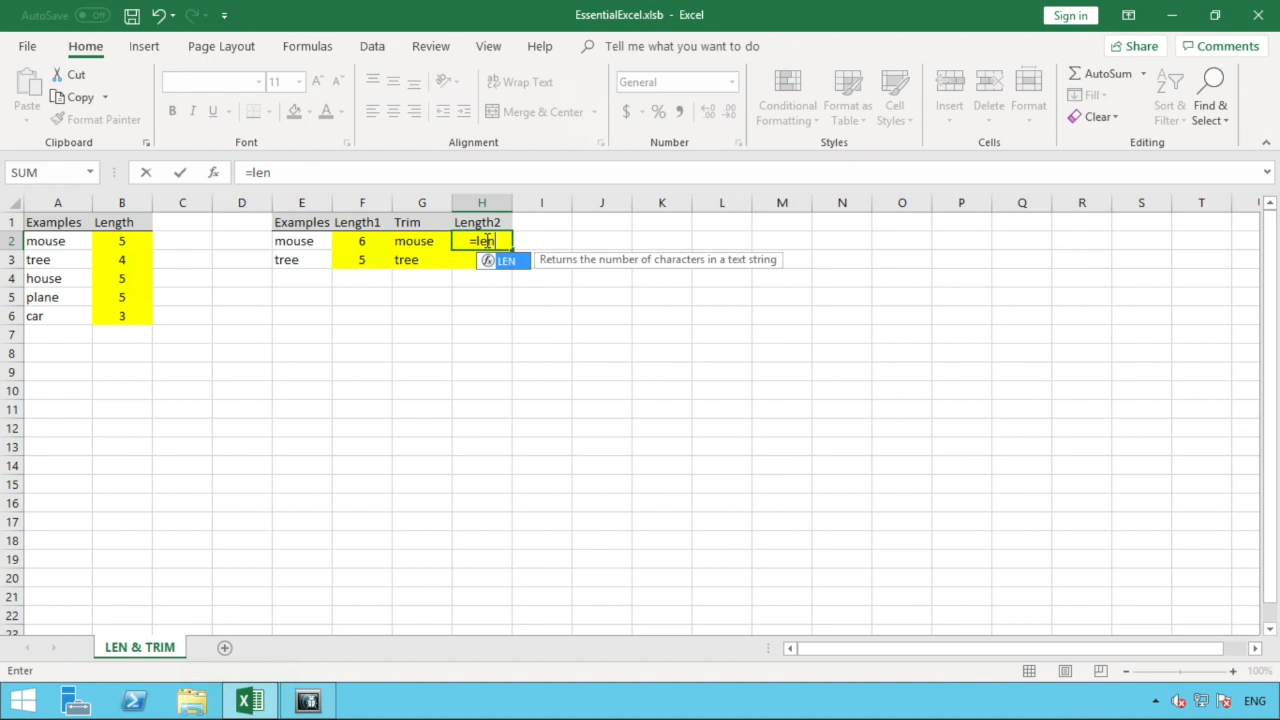 AutoSave Off EssentialExcel.xlsb - Excel Sign in
File Home Insert Page Layout Formulas Data Review View Help Tell me what you want to do Share Comments
Paste Cut Copy Format Painter
Clipboard
11
B I U
Font
Wrap Text
Merge & Center
Alignment
General
$ % ,
Number
Conditional Formatting
Format as Table
Cell Styles
Styles
Insert Delete Format
Cells
AutoSum
Fill
Clear
Sort & Filter
Find & Select
Editing
SUM =len
A B C D E F G H I J K L M N O P Q R S T
1 Examples Length Examples Length1 Trim Length2
2 mouse 5 mouse 6 mouse =len
3 tree 4 tree 5 tree LEN Returns the number of characters in a text string
4 house 5
5 plane 5
6 car 3
7
8
9
10
11
12
13
14
15
16
17
18
19
20
21
22
23
LEN & TRIM
Enter 100%
ENG